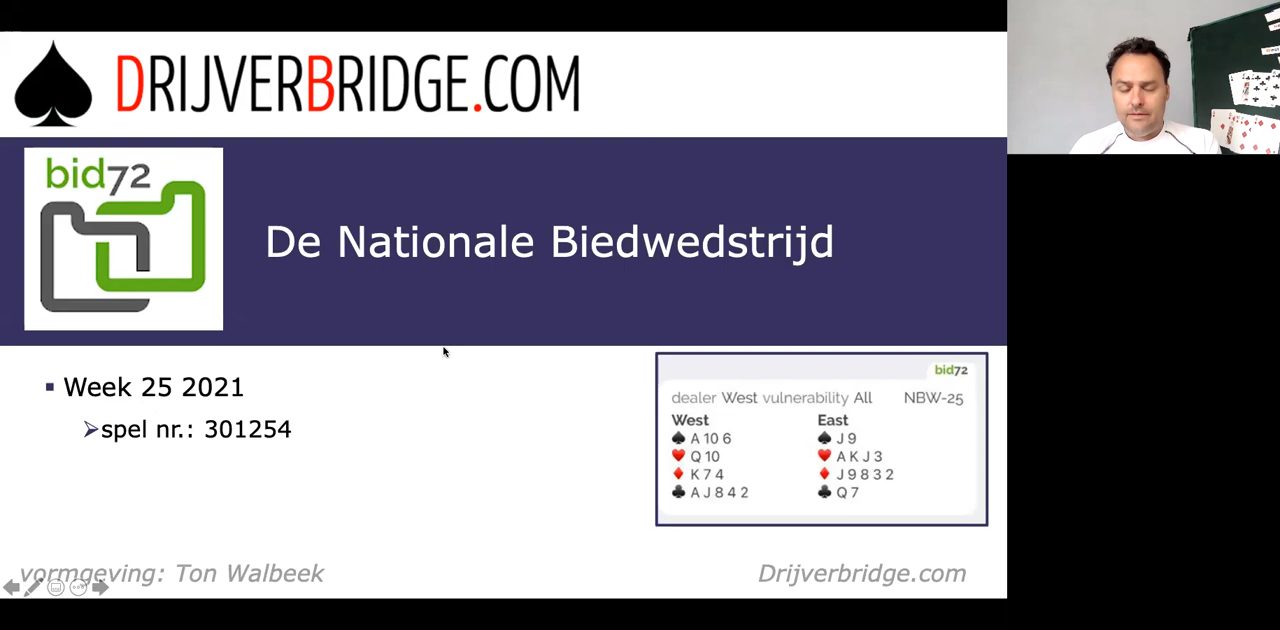 DRIJVERBRIDGE.COM
bid72
De Nationale Biedwedstrijd
Week 25 2021
spel nr.: 301254
bid72
dealer West vulnerability All NBW-25
West East
♠ A 10 6 ♠ J 9
♥ Q 10 ♥ A K J 3
♦ K 7 4 ♦ J 9 8 3 2
♣ A J 8 4 2 ♣ Q 7
vormgeving: Ton Walbeek
Drijverbridge.com